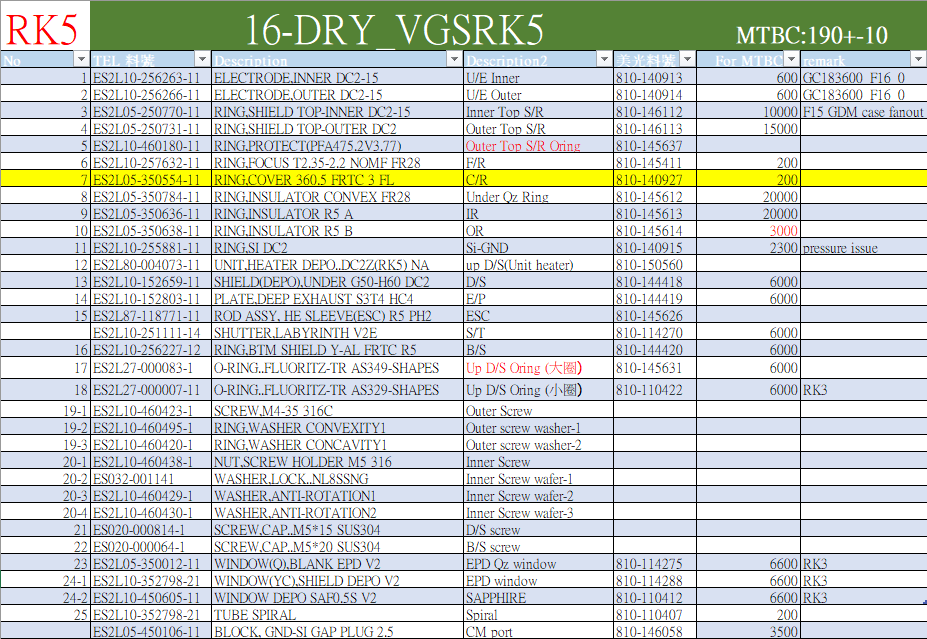 RK5 16-DRY_VGSRK5 MTBC:190+-10
No TEL 料號 Description Description2 美光料號 For MTBC remark
1 ES2L10-256263-11 ELECTRODE,INNER DC2-15 U/E Inner 810-140913 600 GC183600_F16_0
2 ES2L10-256266-11 ELECTRODE,OUTER DC2-15 U/E Outer 810-140914 600 GC183600_F16_0
3 ES2L05-250770-11 RING,SHIELD TOP-INNER DC2-15 Inner Top S/R 810-146112 10000 F15 GDM case fanout
4 ES2L05-250731-11 RING,SHIELD TOP-OUTER DC2 Outer Top S/R 810-146113 15000
5 ES2L10-460180-11 RING,PROTECT(PFA475.2V3.77) Outer Top S/R Oring 810-145637
6 ES2L10-257632-11 RING,FOCUS T2.35-2.2 NOMF FR28 F/R 810-145411 200
7 ES2L05-350554-11 RING,COVER 360.5 FRTC 3 FL C/R 810-140927 200
8 ES2L05-350784-11 RING,INSULATOR CONVEX FR28 Under Qz Ring 810-145612 20000
9 ES2L05-350636-11 RING,INSULATOR R5 A IR 810-145613 20000
10 ES2L05-350638-11 RING,INSULATOR R5 B OR 810-145614 3000
11 ES2L10-255881-11 RING,SI DC2 Si-GND 810-140915 2300 pressure issue
12 ES2L80-004073-11 UNIT,HEATER DEPO..DC2Z(RK5) NA up D/S(Unit heater) 810-150560
13 ES2L10-152659-11 SHIELD(DEPO),UNDER G50-H60 DC2 D/S 810-144418 6000
14 ES2L10-152803-11 PLATE,DEEP EXHAUST S3T4 HC4 E/P 810-144419 6000
15 ES2L87-118771-11 ROD ASSY, HE SLEEVE(ESC) R5 PH2 ESC 810-145626
ES2L10-251111-14 SHUTTER,LABYRINTH V2E S/T 810-114270 6000
16 ES2L10-256227-12 RING,BTM SHIELD Y-AL FRTC R5 B/S 810-144420 6000
17 ES2L27-000083-1 O-RING..FLUORITZ-TR AS349-SHAPES Up D/S Oring (大圈) 810-145631 6000
18 ES2L27-000007-11 O-RING..FLUORITZ-TR AS329-SHAPES Up D/S Oring (小圈) 810-110422 6000 RK3
19-1 ES2L10-460423-1 SCREW,M4-35 316C Outer Screw
19-2 ES2L10-460495-1 RING,WASHER CONVEXITY1 Outer screw washer-1
19-3 ES2L10-460420-1 RING,WASHER CONCAVITY1 Outer screw washer-2
20-1 ES2L10-460438-1 NUT,SCREW HOLDER M5 316 Inner Screw
20-2 ES032-001141 WASHER,LOCK..NL8SSNG Inner Screw wafer-1
20-3 ES2L10-460429-1 WASHER,ANTI-ROTATION1 Inner Screw wafer-2
20-4 ES2L10-460430-1 WASHER,ANTI-ROTATION2 Inner Screw wafer-3
21 ES020-000814-1 SCREW,CAP..M5*15 SUS304 D/S screw
22 ES020-000064-1 SCREW,CAP..M5*20 SUS304 B/S screw
23 ES2L05-350012-11 WINDOW(Q),BLANK EPD V2 EPD Qz window 810-114275 6600 RK3
24-1 ES2L10-352798-21 WINDOW(YC),SHIELD DEPO V2 EPD window 810-114288 6600 RK3
24-2 ES2L10-450605-11 WINDOW DEPO SAF0.5S V2 SAPPHIRE 810-110412 6600 RK3
25 ES2L10-352798-21 TUBE SPIRAL Spiral 810-110407 200
ES2L05-450106-11 BLOCK, GND-SI GAP PLUG 2.5 CM port 810-146058 3500